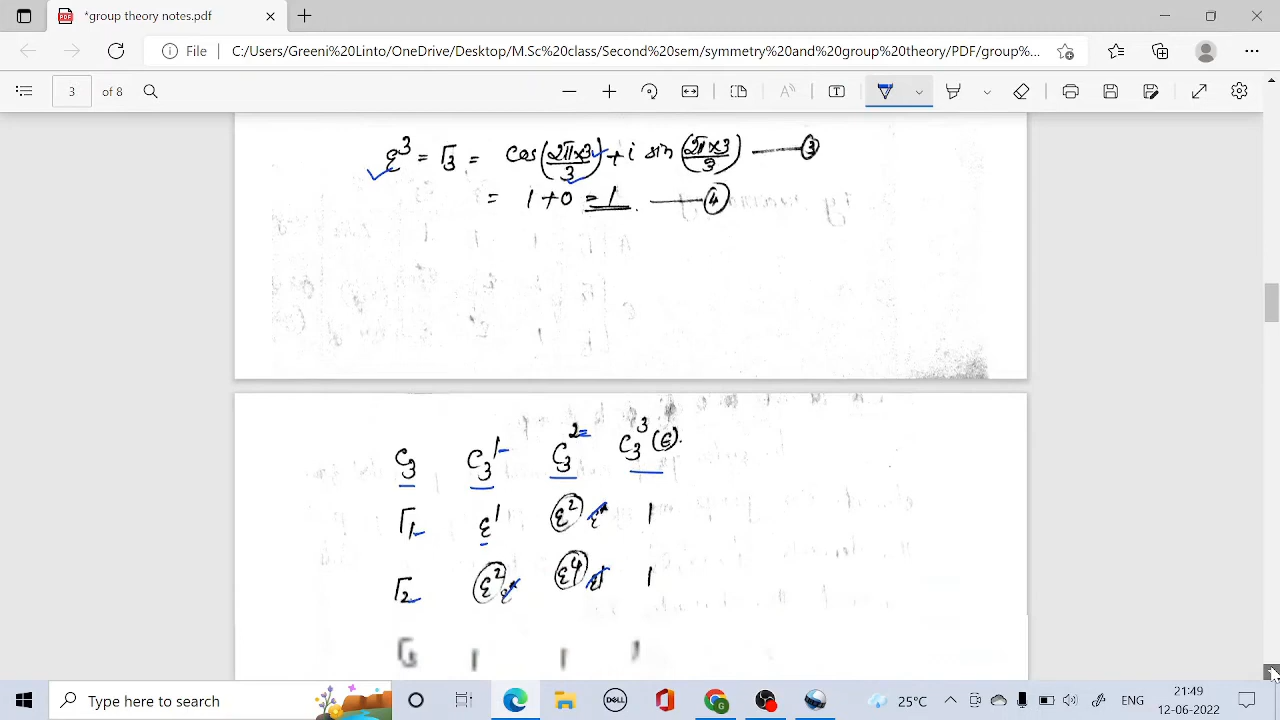 *group theory notes.pdf
File C:/Users/Greeni%20Linto/OneDrive/Desktop/M.Sc%20class/Second%20sem/symmetry%20and%20group%20theory/PDF/group%...
3 of 8
ε³ = Γ₃ = cos(2π×3/3) + i sin(2π×3/3) —— ③
= 1 + 0 = 1. —— ④
C₃ C₃¹ C₃² C₃³(E).
Γ₁ ε¹ ε² ε* 1
Γ₂ ε² ε* ε⁴ ε¹ 1
Γ₃ 1 1 1
Type here to search
DELL
25°C
ENG
21:49
12-06-2022